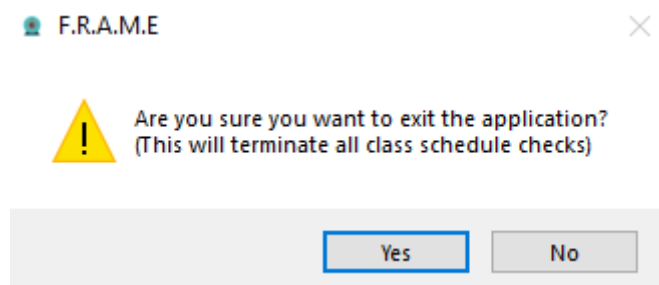 F.R.A.M.E
Are you sure you want to exit the application?
(This will terminate all class schedule checks)
Yes
No